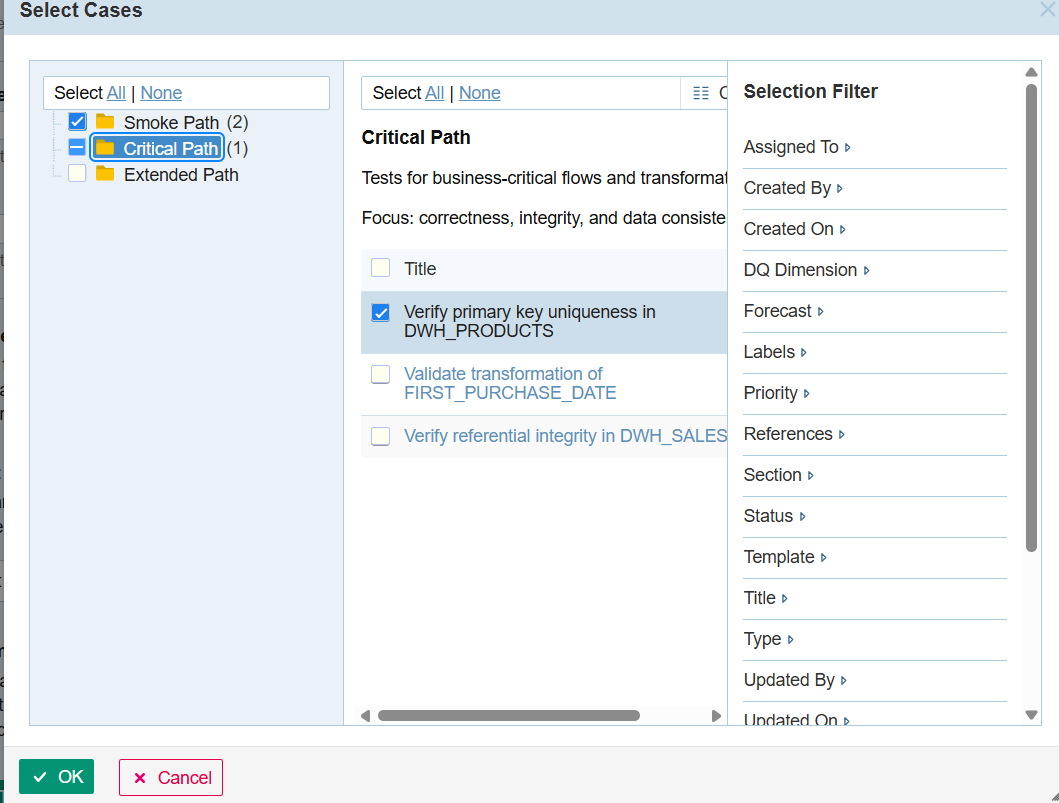 Select Cases
Select All | None
Smoke Path (2)
Critical Path (1)
Extended Path
Select All | None
Critical Path
Tests for business-critical flows and
Focus: correctness, integrity, and data
Title
Verify primary key uniqueness in
DWH_PRODUCTS
Validate transformation of
FIRST_PURCHASE_DATE
Verify referential integrity in DWH_SALES
Selection Filter
Assigned To
Created By
Created On
DQ Dimension
Forecast
Labels
Priority
References
Section
Status
Template
Title
Type
Updated By
Updated On
OK
Cancel